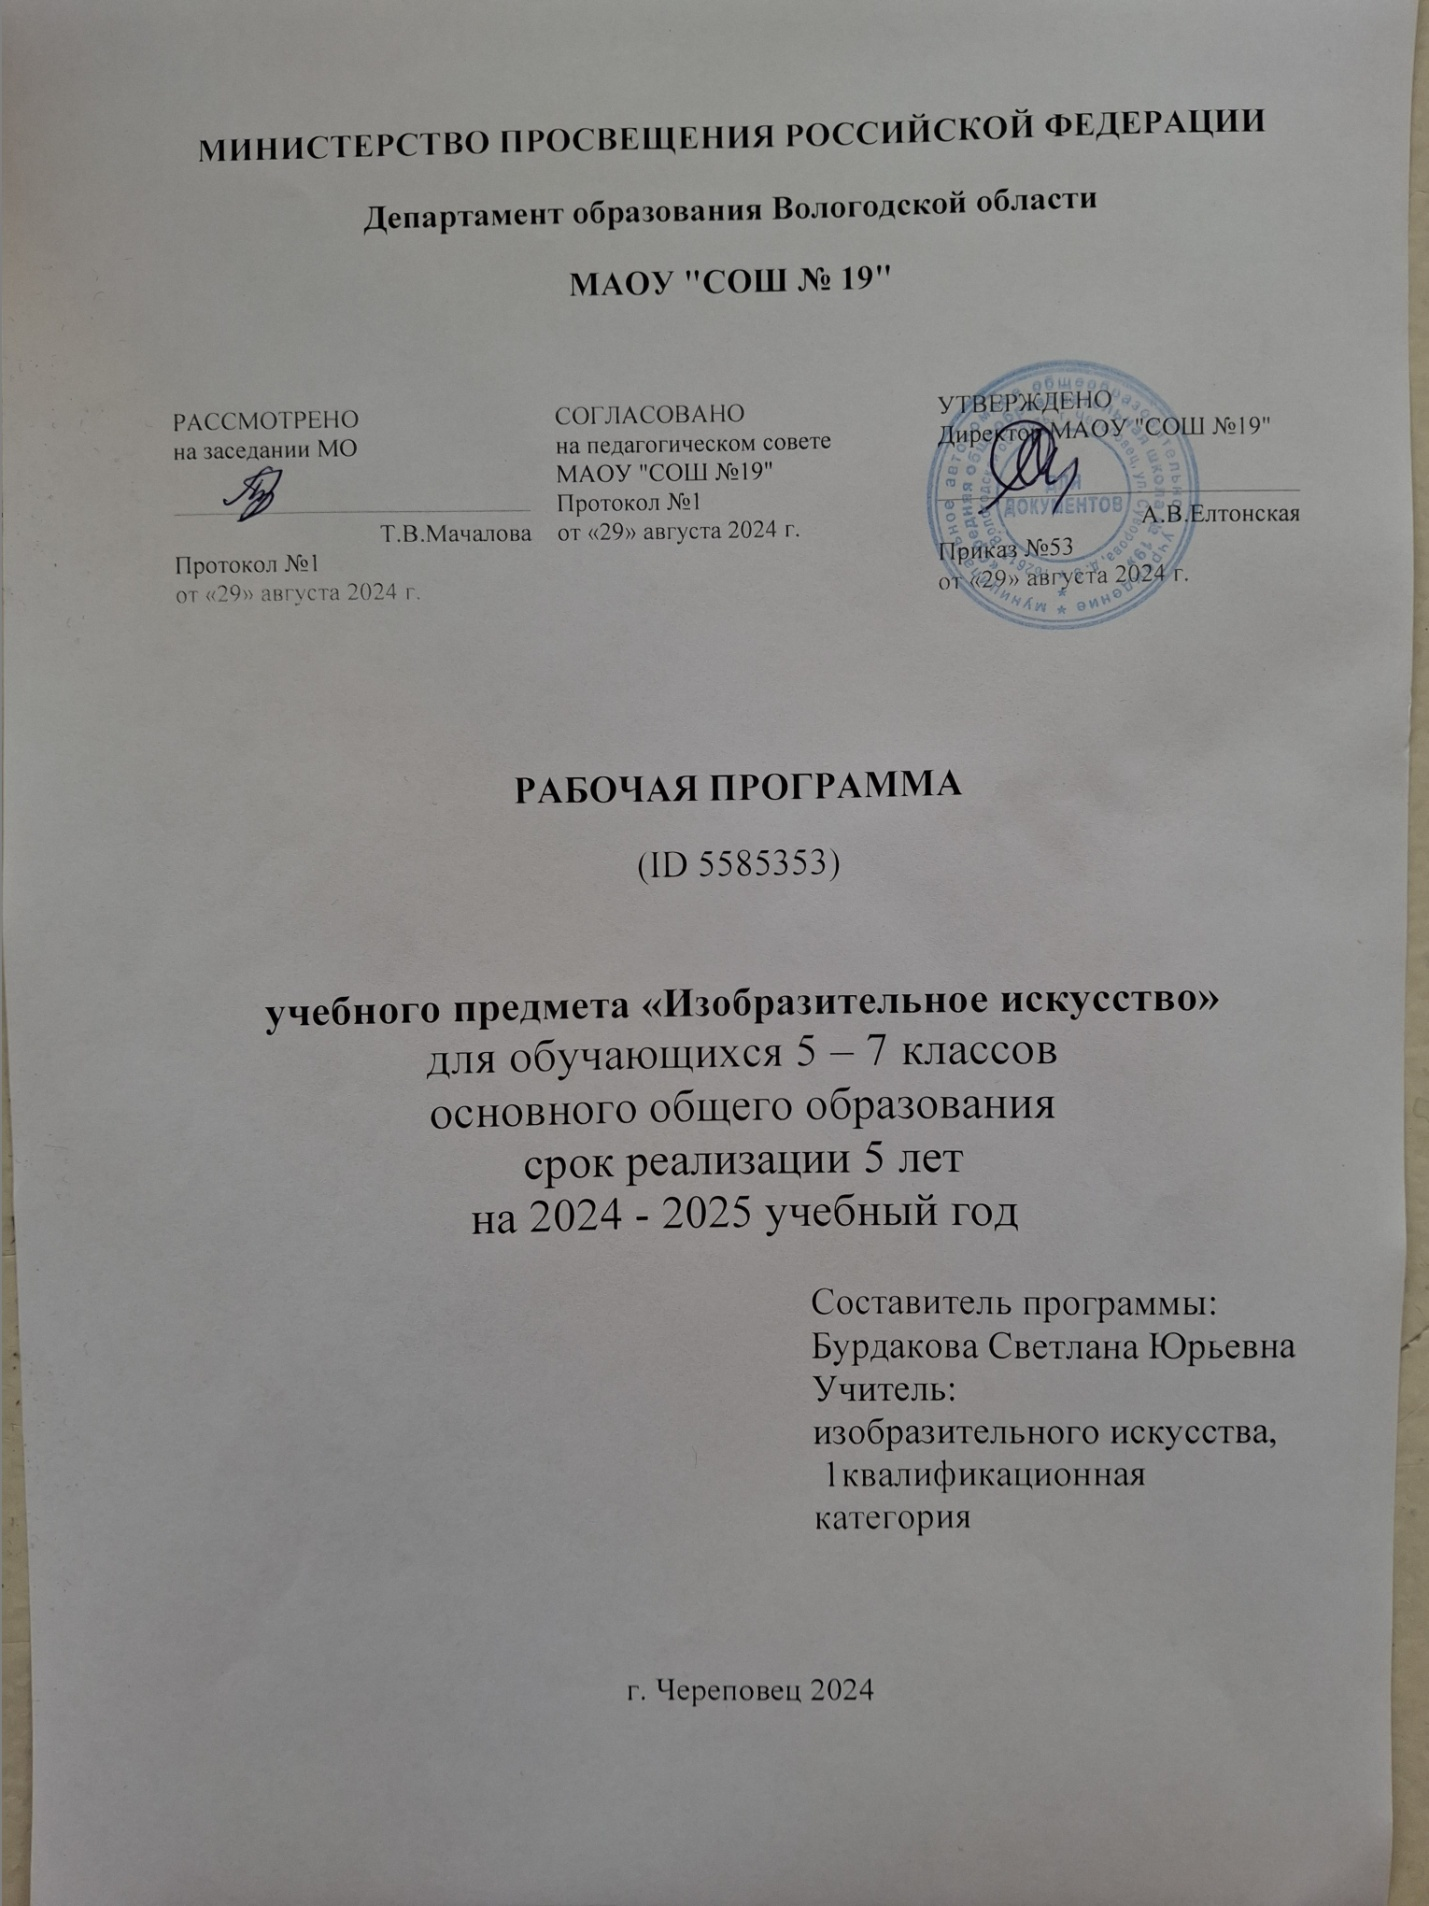 МИНИСТЕРСТВО ПРОСВЕЩЕНИЯ РОССИЙСКОЙ ФЕДЕРАЦИИ
Департамент образования Вологодской области
МАОУ "СОШ № 19"
РАССМОТРЕНО
на заседании МО
Т.В.Мачалова
Протокол №1
от «29» августа 2024 г.
СОГЛАСОВАНО
на педагогическом совете
МАОУ "СОШ №19"
Протокол №1
от «29» августа 2024 г.
УТВЕРЖДЕНО
Директор МАОУ "СОШ №19"
А.В.Елтонская
Приказ №53
от «29» августа 2024 г.
ДЛЯ
ДОКУМЕНТОВ
РАБОЧАЯ ПРОГРАММА
(ID 5585353)
учебного предмета «Изобразительное искусство»
для обучающихся 5 – 7 классов
основного общего образования
срок реализации 5 лет
на 2024 - 2025 учебный год
Составитель программы:
Бурдакова Светлана Юрьевна
Учитель:
изобразительного искусства,
1квалификационная
категория
г. Череповец 2024